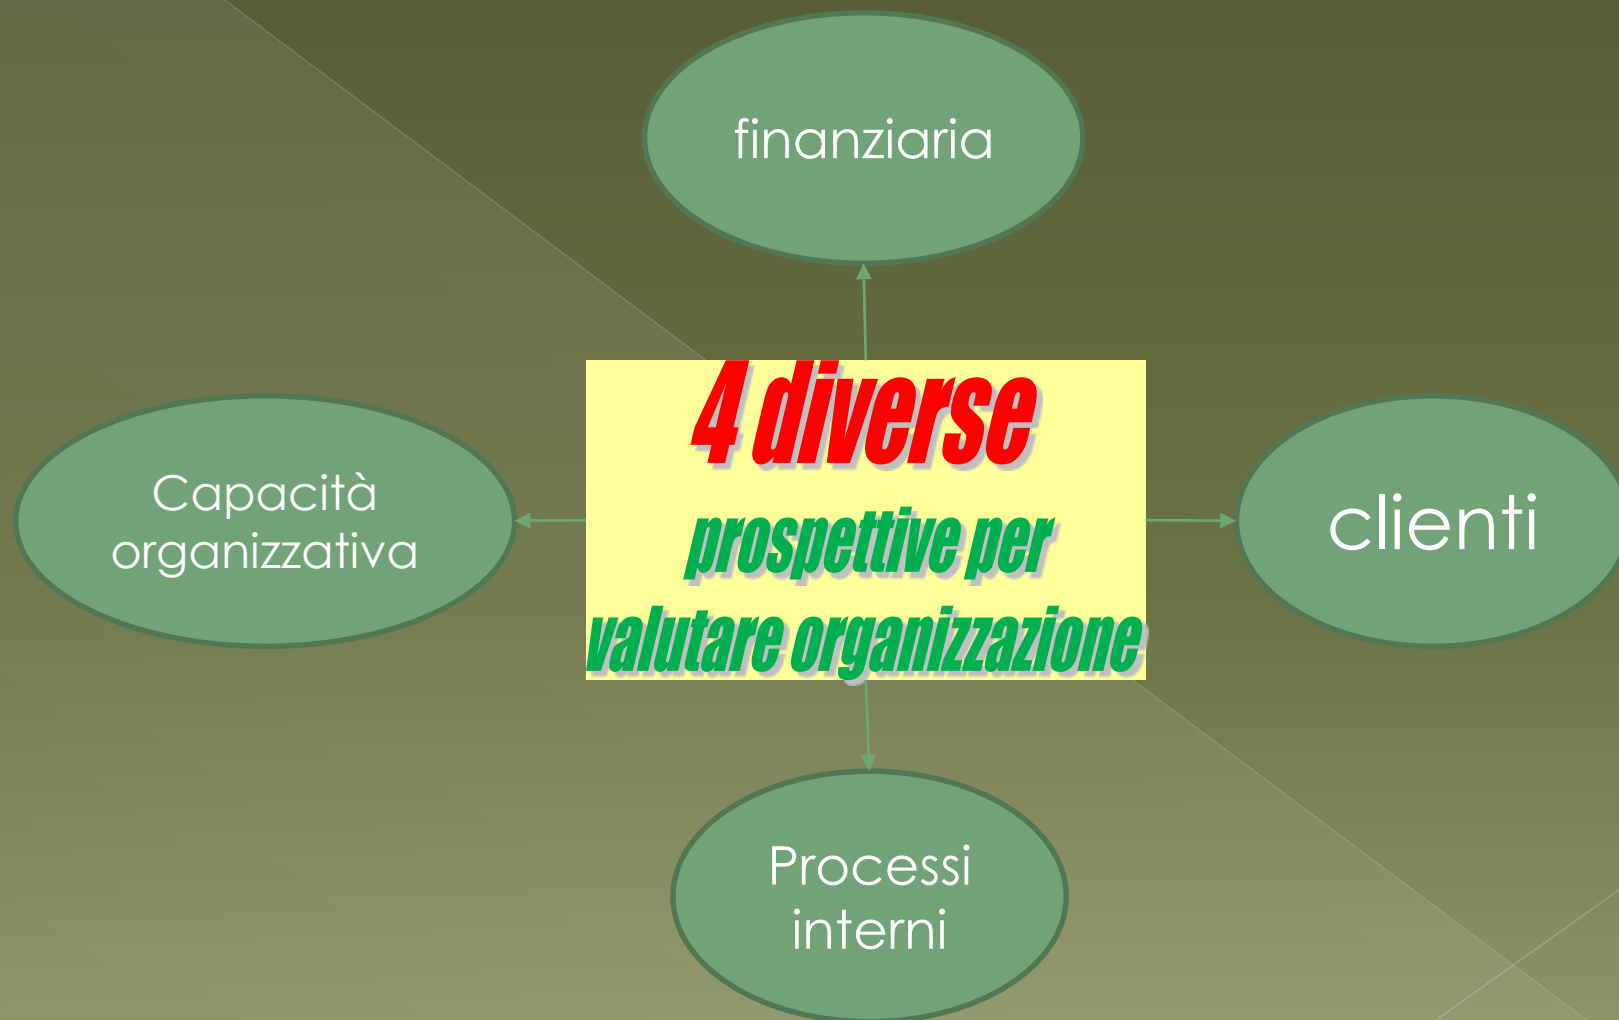 finanziaria
4 diverse
prospettive per
valutare organizzazione
Capacità
organizzativa
clienti
Processi
interni